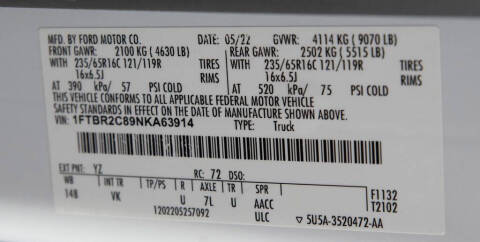 MFD. BY FORD MOTOR CO. DATE: 05/22 GVWR: 4114 KG (9070 LB)
FRONT GAWR: 2100 KG (4630 LB) REAR GAWR: 2502 KG (5515 LB)
WITH 235/65R16C 121/119R TIRES WITH 235/65R16C 121/119R TIRES
16x6.5J RIMS 16x6.5J RIMS
AT 390 kPa/ 57 PSI COLD AT 520 kPa/ 75 PSI COLD
THIS VEHICLE CONFORMS TO ALL APPLICABLE FEDERAL MOTOR VEHICLE
SAFETY STANDARDS IN EFFECT ON THE DATE OF MANUFACTURE SHOWN ABOVE.
VIN: 1FTBR2C89NKA63914 TYPE: Truck
EXT PNT: YZ RC: 72 DSO:
WB INT TR TP/PS R AXLE TR SPR F1132
148 VK U 7L U AACC T2102
1202205257092 ULC 5U5A-3520472-AA